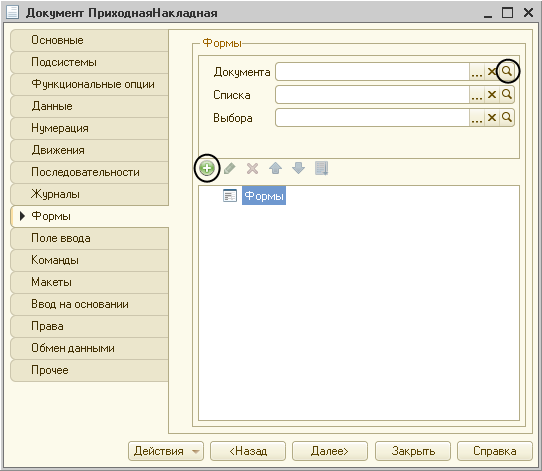 Документ ПриходнаяНакладная
Основные
Подсистемы
Функциональные опции
Данные
Нумерация
Движения
Последовательности
Журналы
Формы
Поле ввода
Команды
Макеты
Ввод на основании
Права
Обмен данными
Прочее
Формы
Документа
...
Списка
...
Выбора
...
Формы
Действия
<Назад
Далее>
Закрыть
Справка